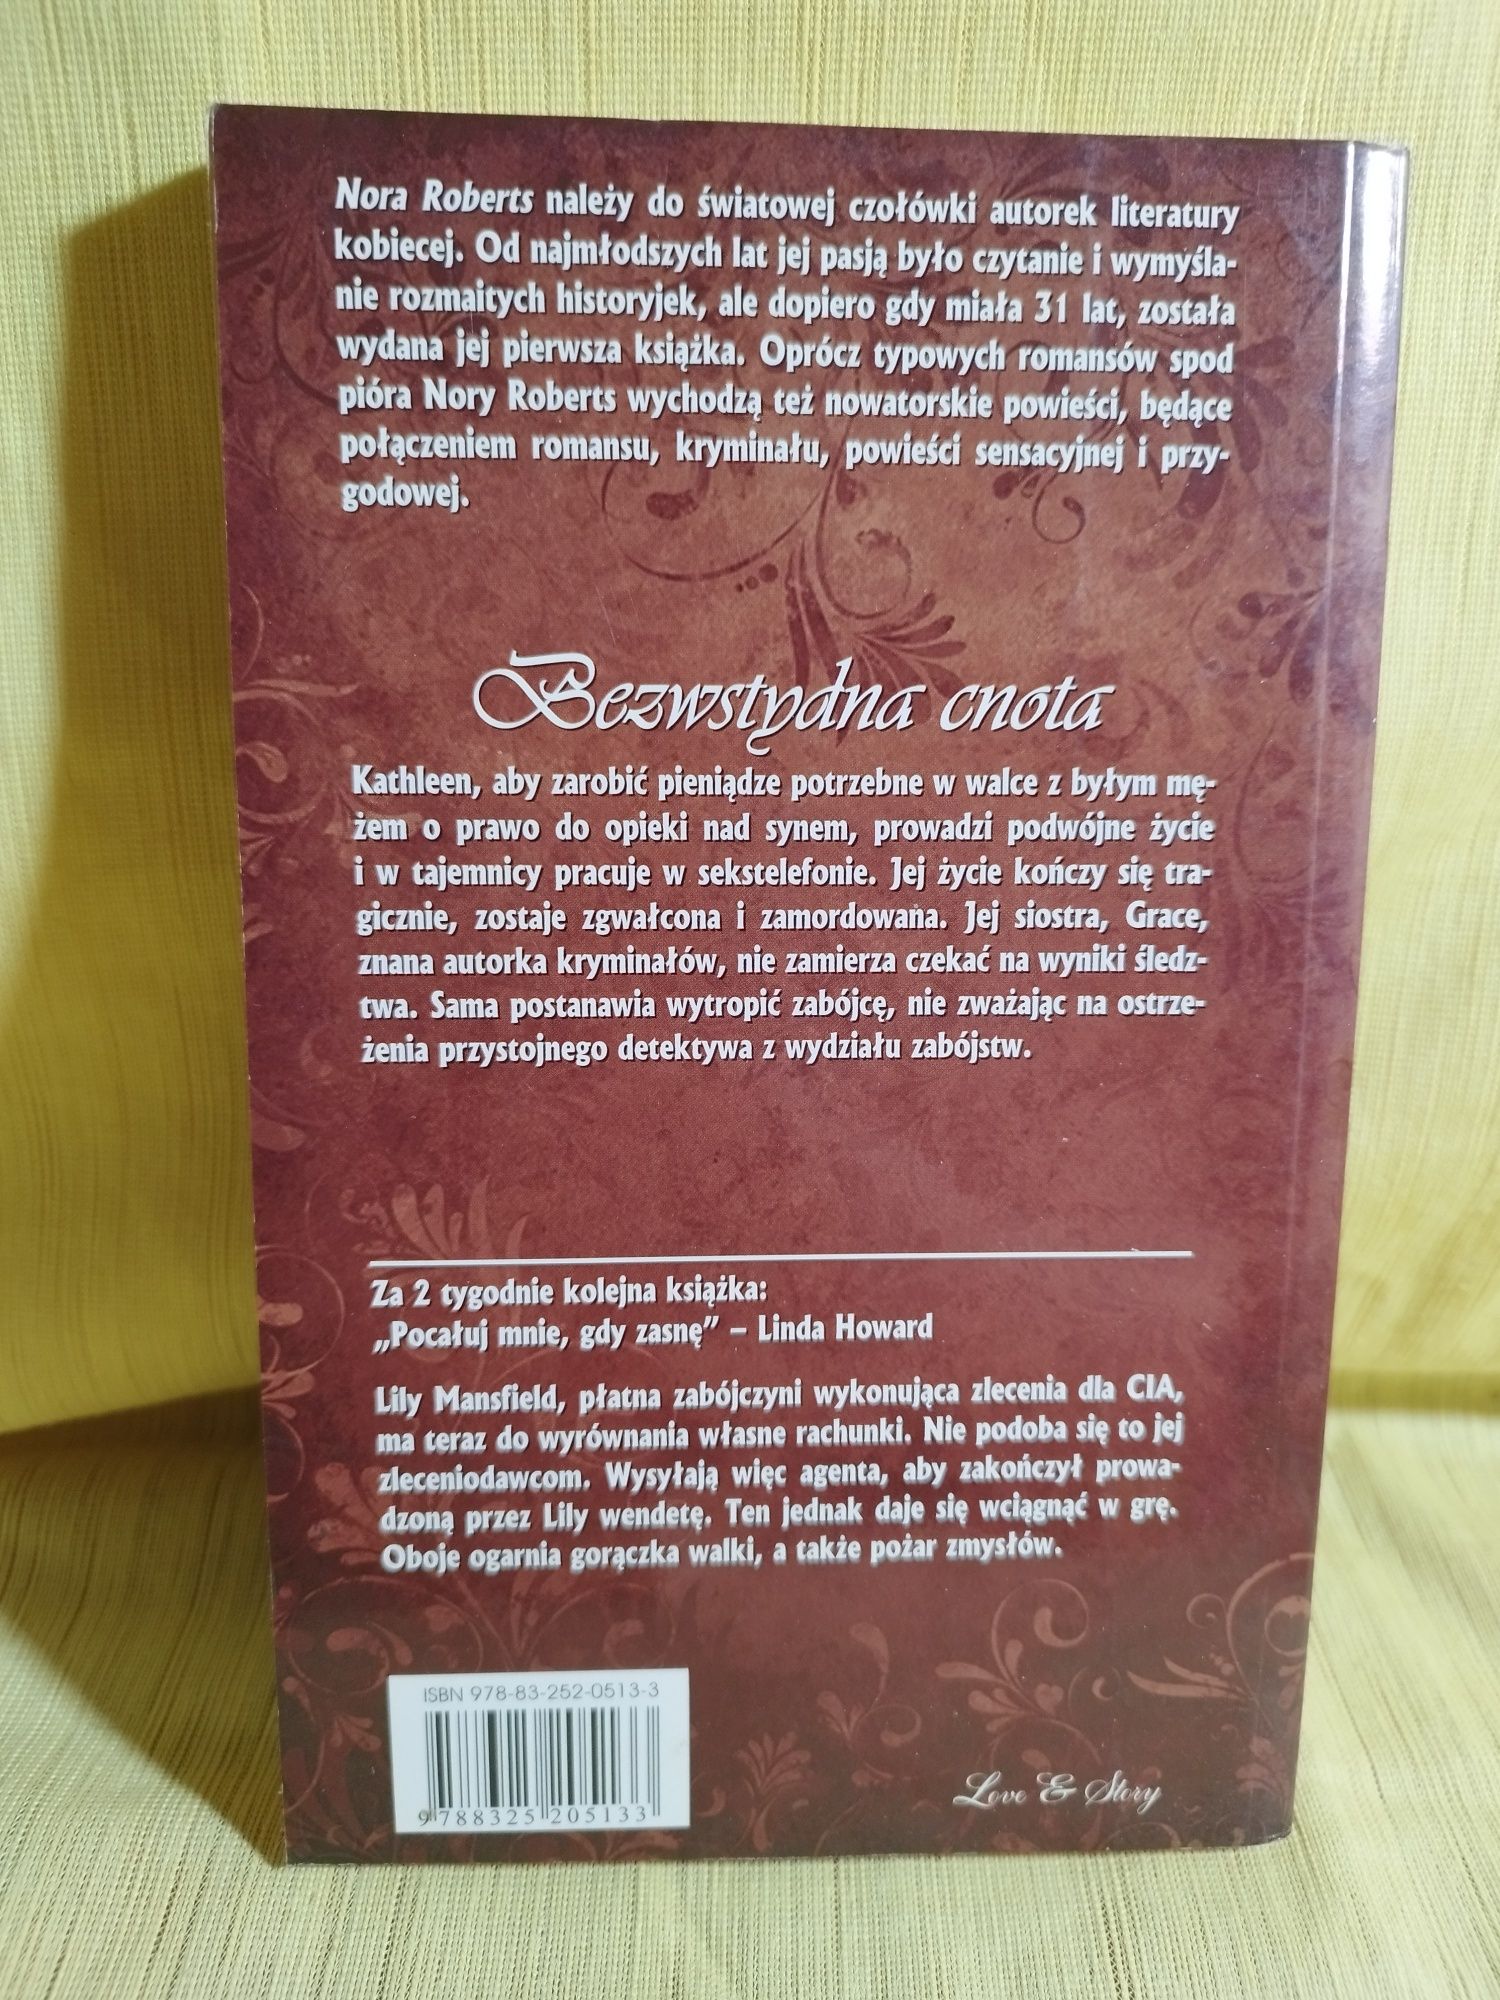 Nora Roberts należy do światowej czołówki autorek literatury
kobiecej. Od najmłodszych lat jej pasją było czytanie i wymyśla-
nie rozmaitych historyjek, ale dopiero gdy miała 31 lat, została
wydana jej pierwsza książka. Oprócz typowych romansów spod
pióra Nory Roberts wychodzą też nowatorskie powieści, będące
połączeniem romansu, kryminału, powieści sensacyjnej i przy-
godowej.
Bezwstydna cnota
Kathleen, aby zarobić pieniądze potrzebne w walce z byłym mę-
żem o prawo do opieki nad synem, prowadzi podwójne życie
i w tajemnicy pracuje w sekstelefonie. Jej życie kończy się tra-
gicznie, zostaje zgwałcona i zamordowana. Jej siostra, Grace,
znana autorka kryminałów, nie zamierza czekać na wyniki śledz-
twa. Sama postanawia wytropić zabójcę, nie zważając na ostrze-
żenia przystojnego detektywa z wydziału zabójstw.
Za 2 tygodnie kolejna książka:
„Pocałuj mnie, gdy zasnę” – Linda Howard
Lily Mansfield, płatna zabójczyni wykonująca zlecenia dla CIA,
ma teraz do wyrównania własne rachunki. Nie podoba się to jej
zleceniodawcom. Wysyłają więc agenta, aby zakończył prowa-
dzoną przez Lily wendetę. Ten jednak daje się wciągnąć w grę.
Oboje ogarnia gorączka walki, a także pożar zmysłów.
ISBN 978-83-252-0513-3
9 788325 205133
Love & Story